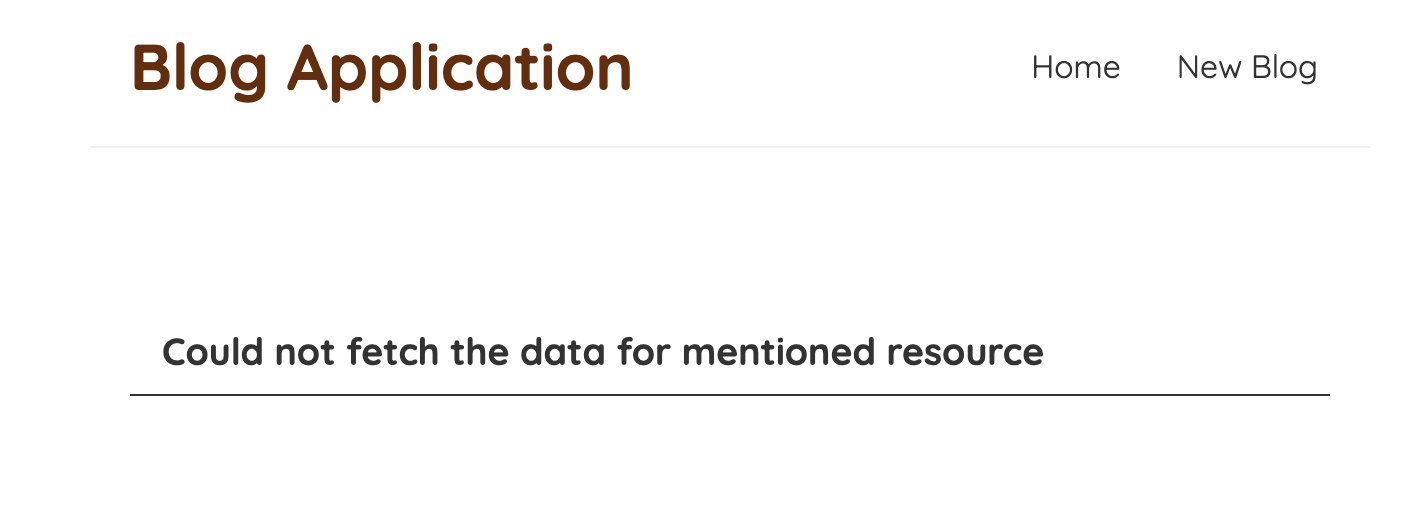 Blog Application
Home New Blog
Could not fetch the data for mentioned resource